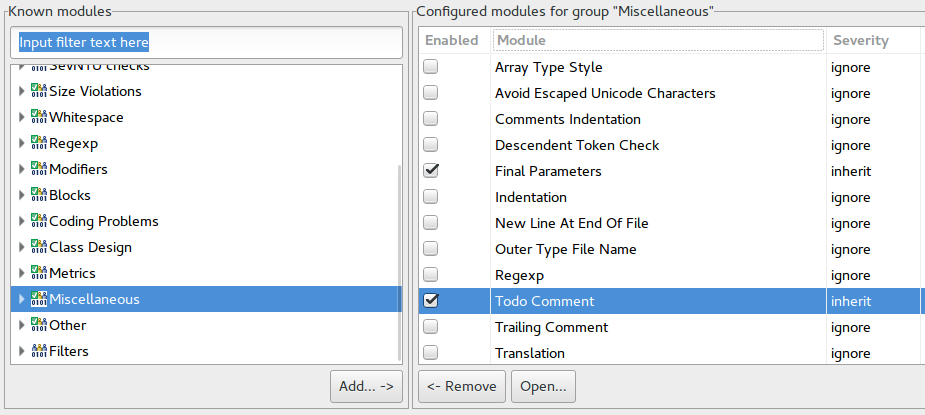 Known modules
Input filter text here
SevNTU checks
Size Violations
Whitespace
Regexp
Modifiers
Blocks
Coding Problems
Class Design
Metrics
Miscellaneous
Other
Filters
Add... ->
Configured modules for group "Miscellaneous"
Enabled Module Severity
Array Type Style ignore
Avoid Escaped Unicode Characters ignore
Comments Indentation ignore
Descendent Token Check ignore
Final Parameters inherit
Indentation ignore
New Line At End Of File ignore
Outer Type File Name ignore
Regexp ignore
Todo Comment inherit
Trailing Comment ignore
Translation ignore
<- Remove Open...